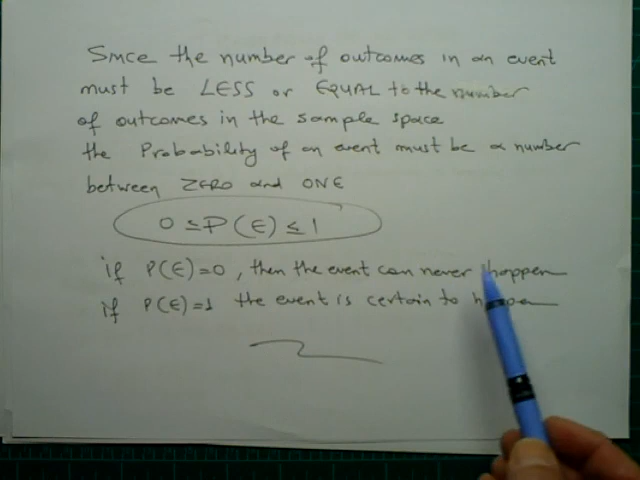 Since the number of outcomes in an event
must be LESS or EQUAL to the number
of outcomes in the sample space
the Probability of an event must be a number
between ZERO and ONE
0 ≤ P(E) ≤ 1
if P(E)=0, then the event can never happen
if P(E)=1 the event is certain to happen